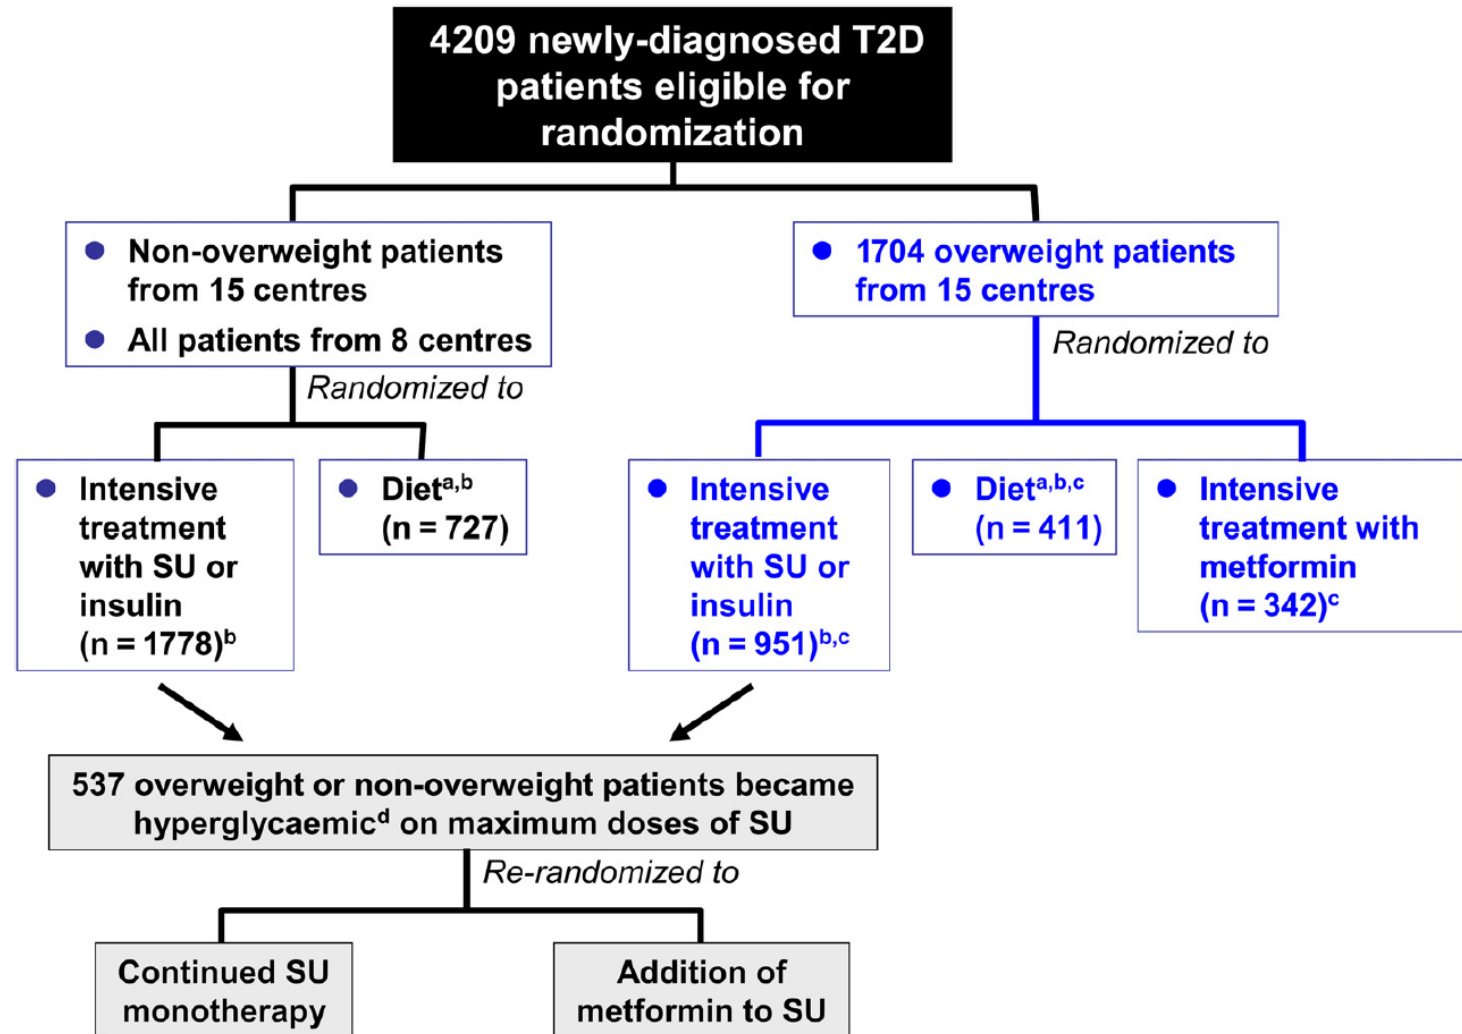 4209 newly-diagnosed T2D
patients eligible for
randomization
● Non-overweight patients
from 15 centres
● All patients from 8 centres
● 1704 overweight patients
from 15 centres
Randomized to
Randomized to
● Intensive
treatment
with SU or
insulin
(n = 1778)ᵇ
● Dietᵃ,ᵇ
(n = 727)
● Intensive
treatment
with SU or
insulin
(n = 951)ᵇ,ᶜ
● Dietᵃ,ᵇ,ᶜ
(n = 411)
● Intensive
treatment with
metformin
(n = 342)ᶜ
537 overweight or non-overweight patients became
hyperglycaemicᵈ on maximum doses of SU
Re-randomized to
Continued SU
monotherapy
Addition of
metformin to SU